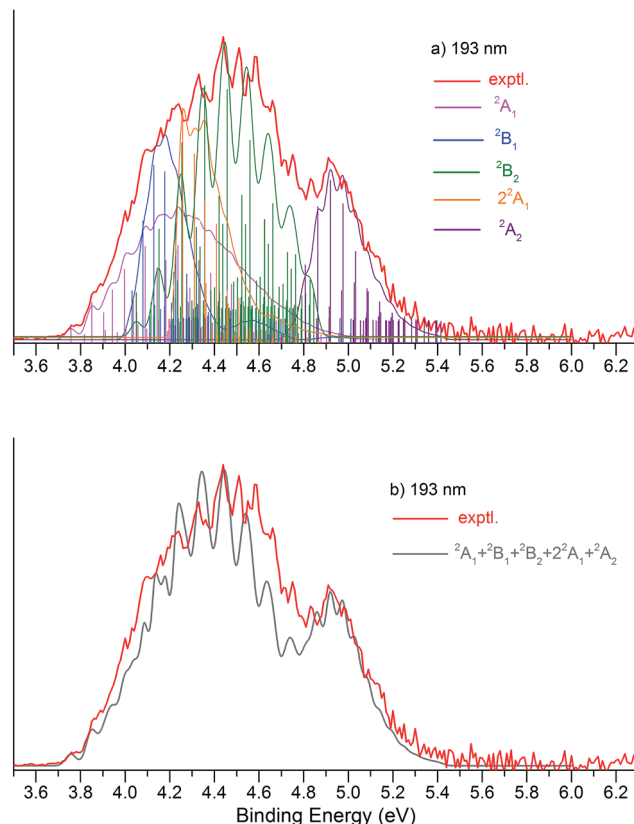 a) 193 nm
exptl.
²A₁
²B₁
²B₂
2²A₁
²A₂
3.6 3.8 4.0 4.2 4.4 4.6 4.8 5.0 5.2 5.4 5.6 5.8 6.0 6.2
b) 193 nm
exptl.
²A₁+²B₁+²B₂+2²A₁+²A₂
3.6 3.8 4.0 4.2 4.4 4.6 4.8 5.0 5.2 5.4 5.6 5.8 6.0 6.2
Binding Energy (eV)